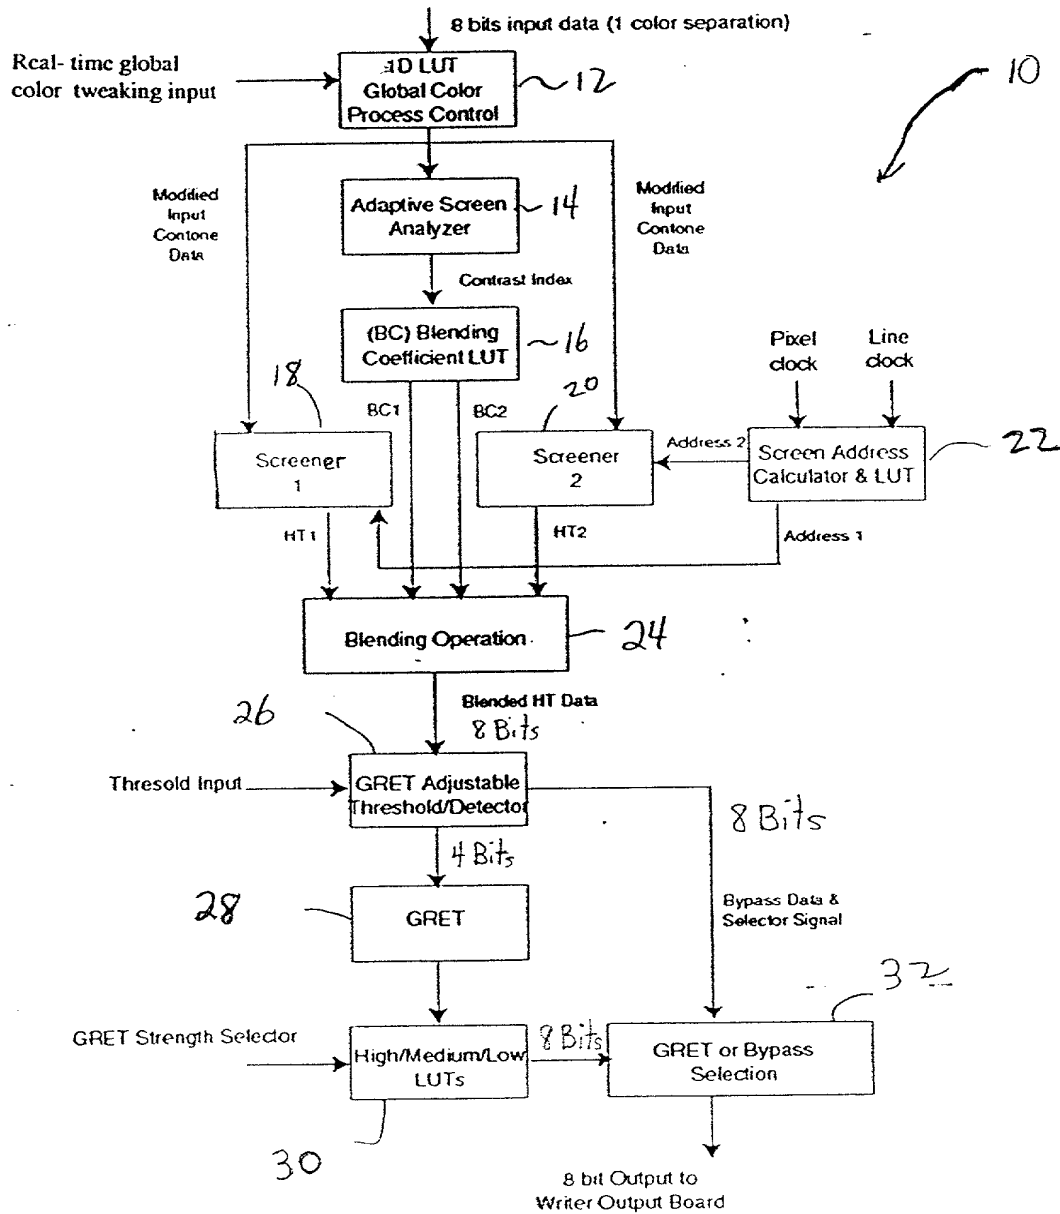 8 bits input data (1 color separation)
Real- time global
color tweaking input
1D LUT
Global Color
Process Control
12
10
Modified
Input
Contone
Data
Adaptive Screen
Analyzer
14
Modified
Input
Contone
Data
Contrast Index
(BC) Blending
Coefficient LUT
16
Pixel
clock
Line
clock
18
BC1
BC2
20
Screener
1
Screener
2
Address 2
Screen Address
Calculator & LUT
22
HT1
HT2
Address 1
Blending Operation
24
Blended HT Data
8 Bits
26
Thresold Input
GRET Adjustable
Threshold/Detector
8 Bits
4 Bits
28
GRET
Bypass Data &
Selector Signal
32
GRET Strength Selector
High/Medium/Low
LUTs
8 Bits
GRET or Bypass
Selection
30
8 bit Output to
Writer Output Board